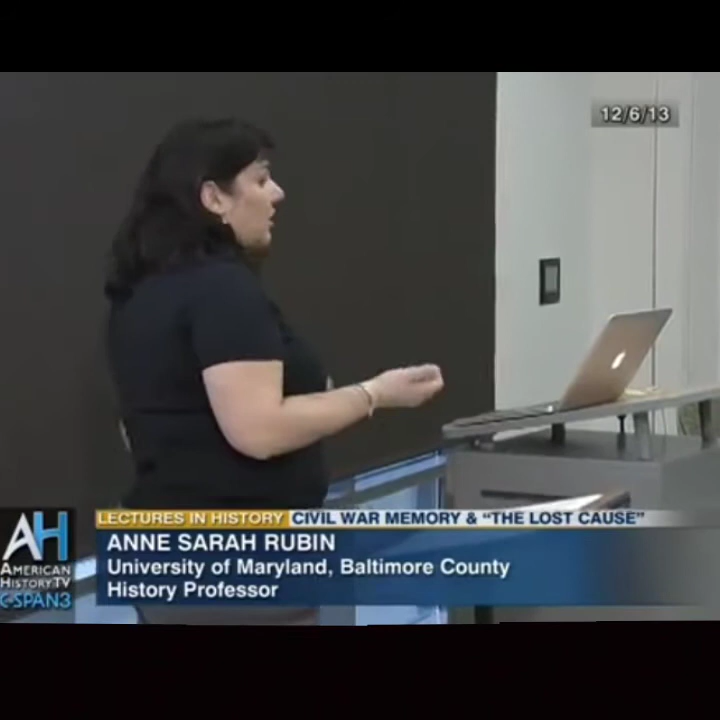 12/6/13
LECTURES IN HISTORY CIVIL WAR MEMORY & “THE LOST CAUSE”
AH
AMERICAN
HISTORY TV
C-SPAN3
ANNE SARAH RUBIN
University of Maryland, Baltimore County
History Professor